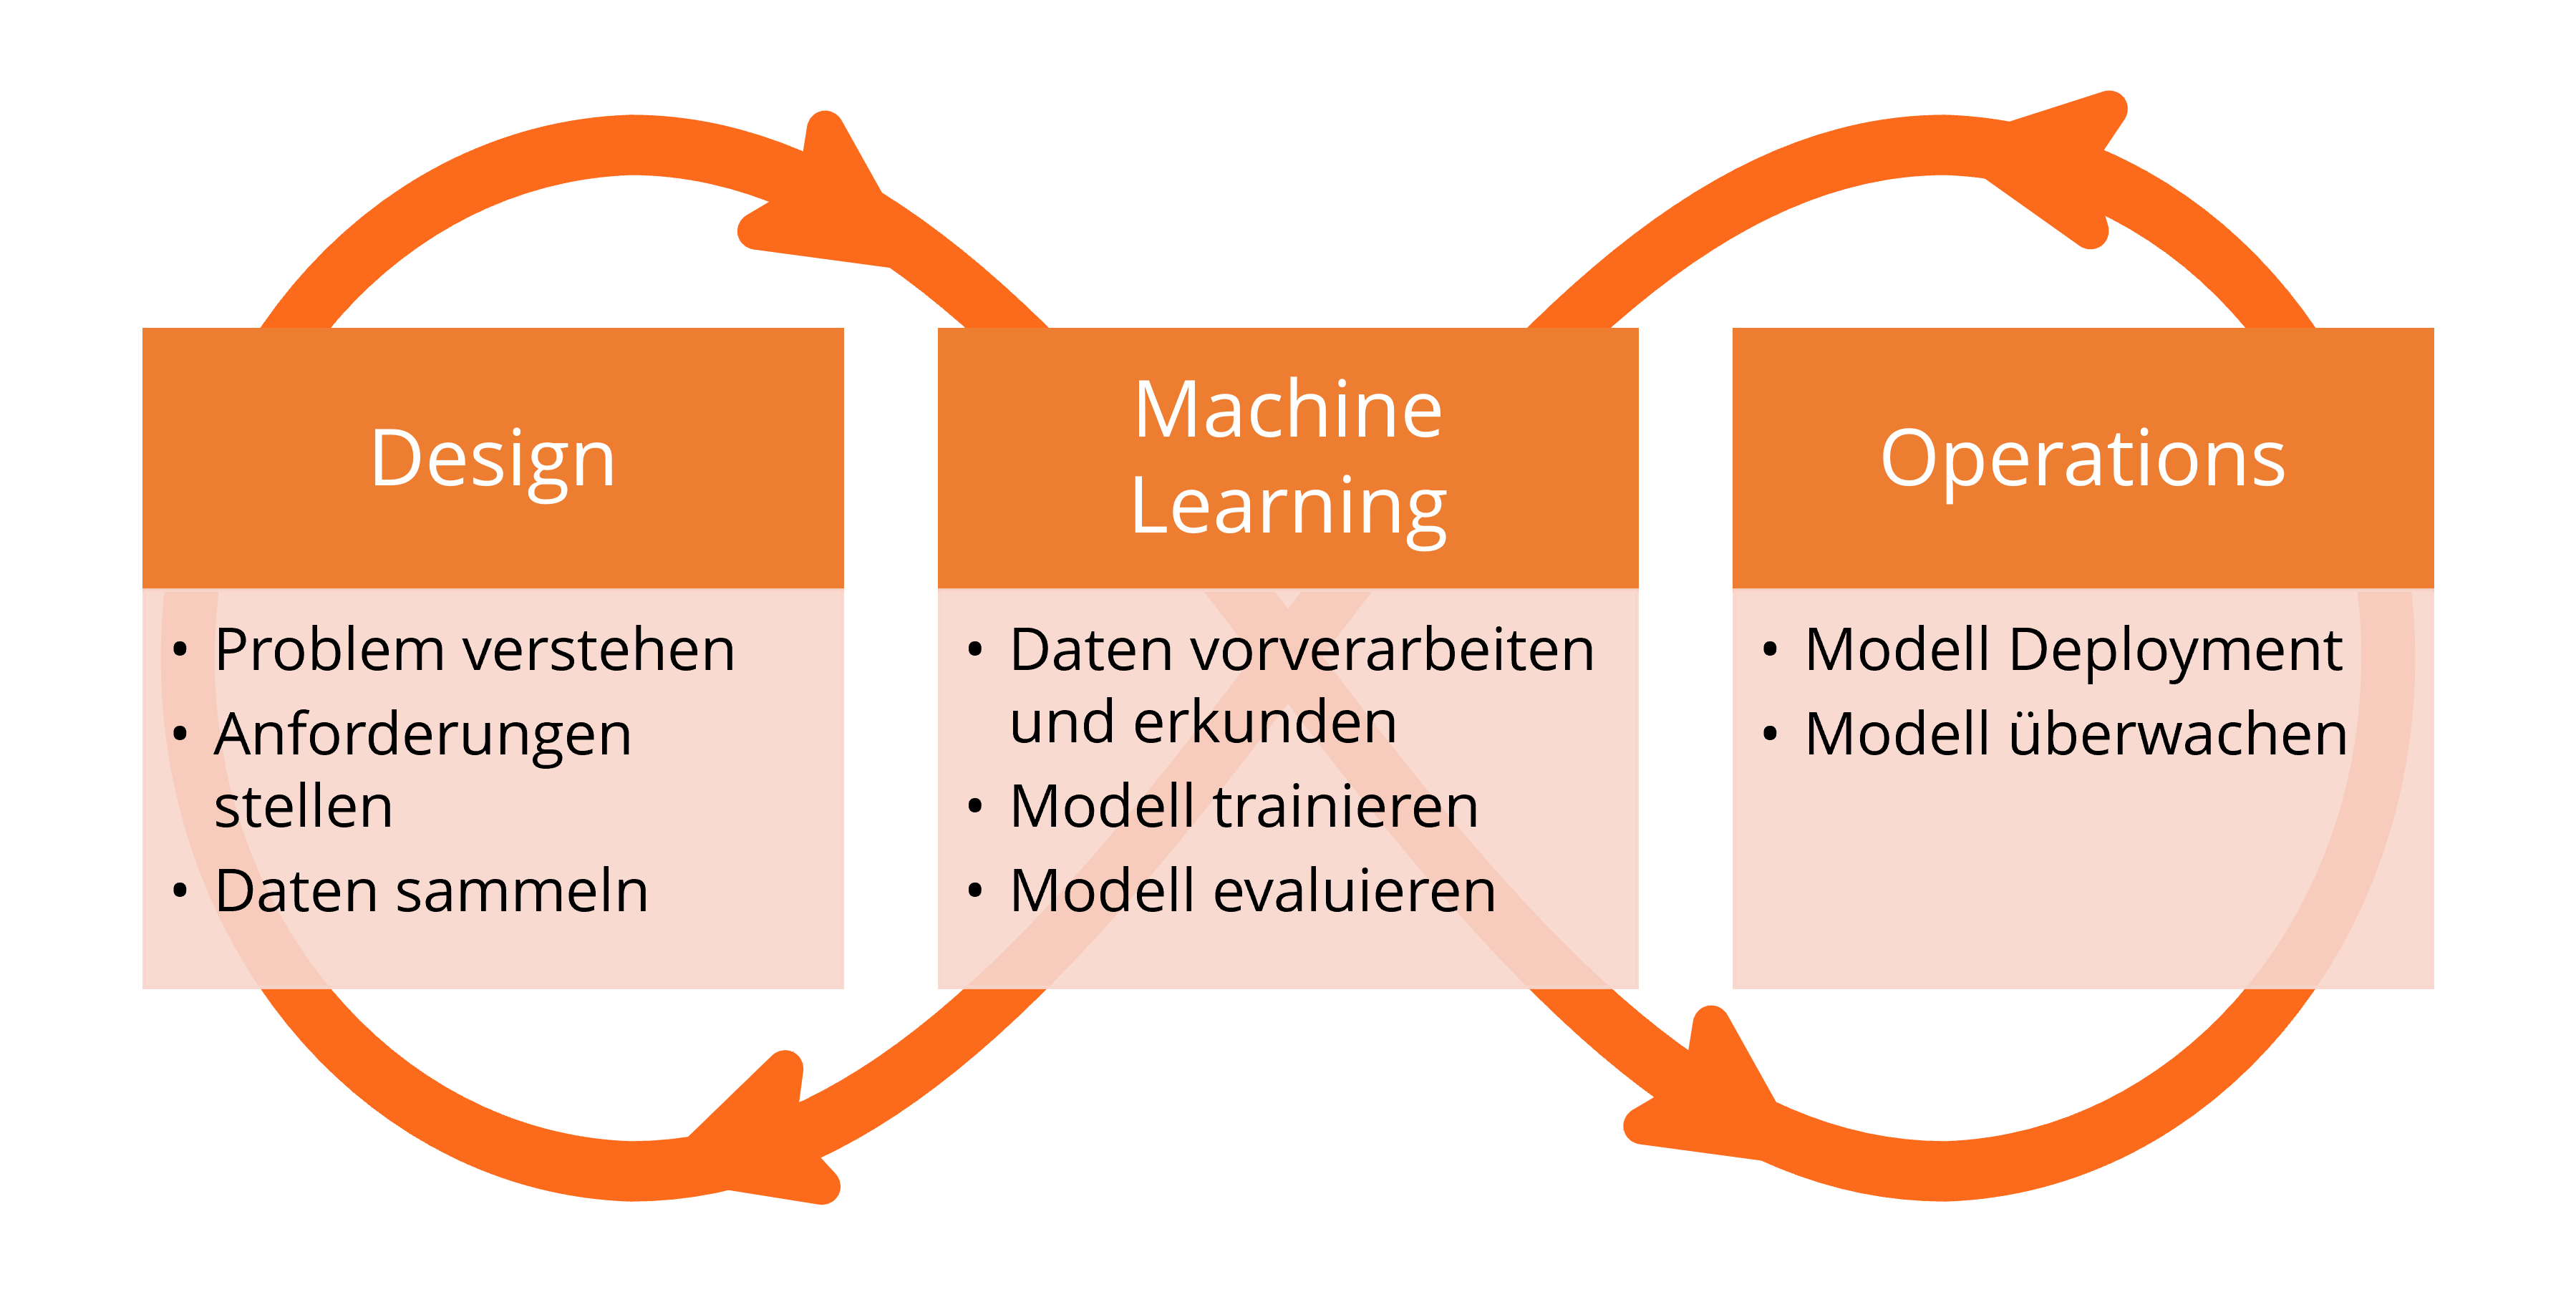 Design
• Problem verstehen
• Anforderungen
stellen
• Daten sammeln
Machine
Learning
• Daten vorverarbeiten
und erkunden
• Modell trainieren
• Modell evaluieren
Operations
• Modell Deployment
• Modell überwachen